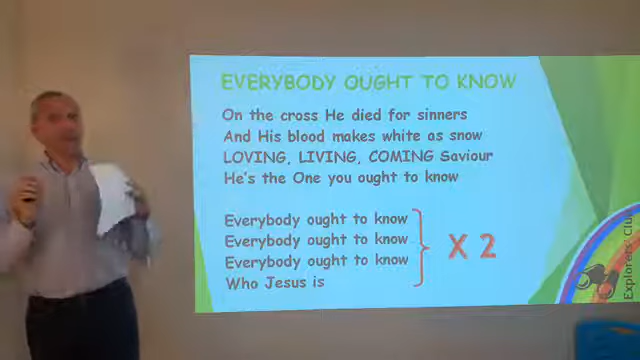 EVERYBODY OUGHT TO KNOW
On the cross He died for sinners
And His blood makes white as snow
LOVING, LIVING, COMING Saviour
He's the One you ought to know
Everybody ought to know
Everybody ought to know
Everybody ought to know
Who Jesus is
X 2
Explorers' Club